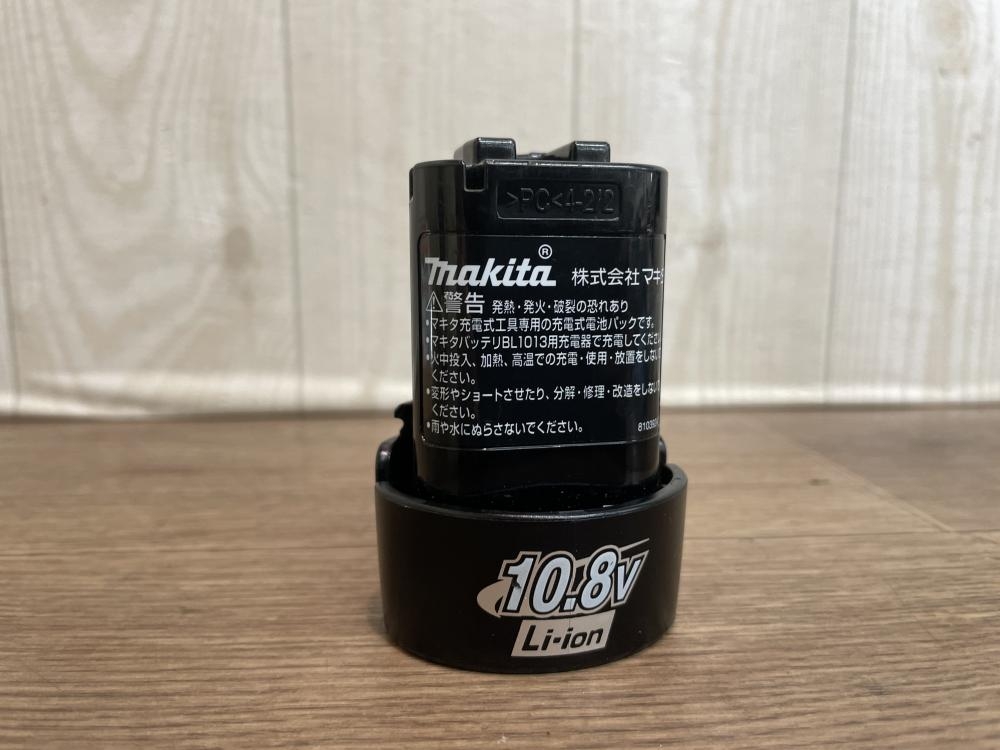 >PC<4-2/2
makita® 株式会社マキタ
⚠警告 発熱・発火・破裂の恐れあり
・マキタ充電式工具専用の充電式電池パックです。
・マキタバッテリBL1013用充電器で充電してください。
・火中投入、加熱、高温での充電・使用・放置をしないで
ください。
・変形やショートさせたり、分解・修理・改造をしないで
ください。
・雨や水にぬらさないでください。
10.8V
Li-ion